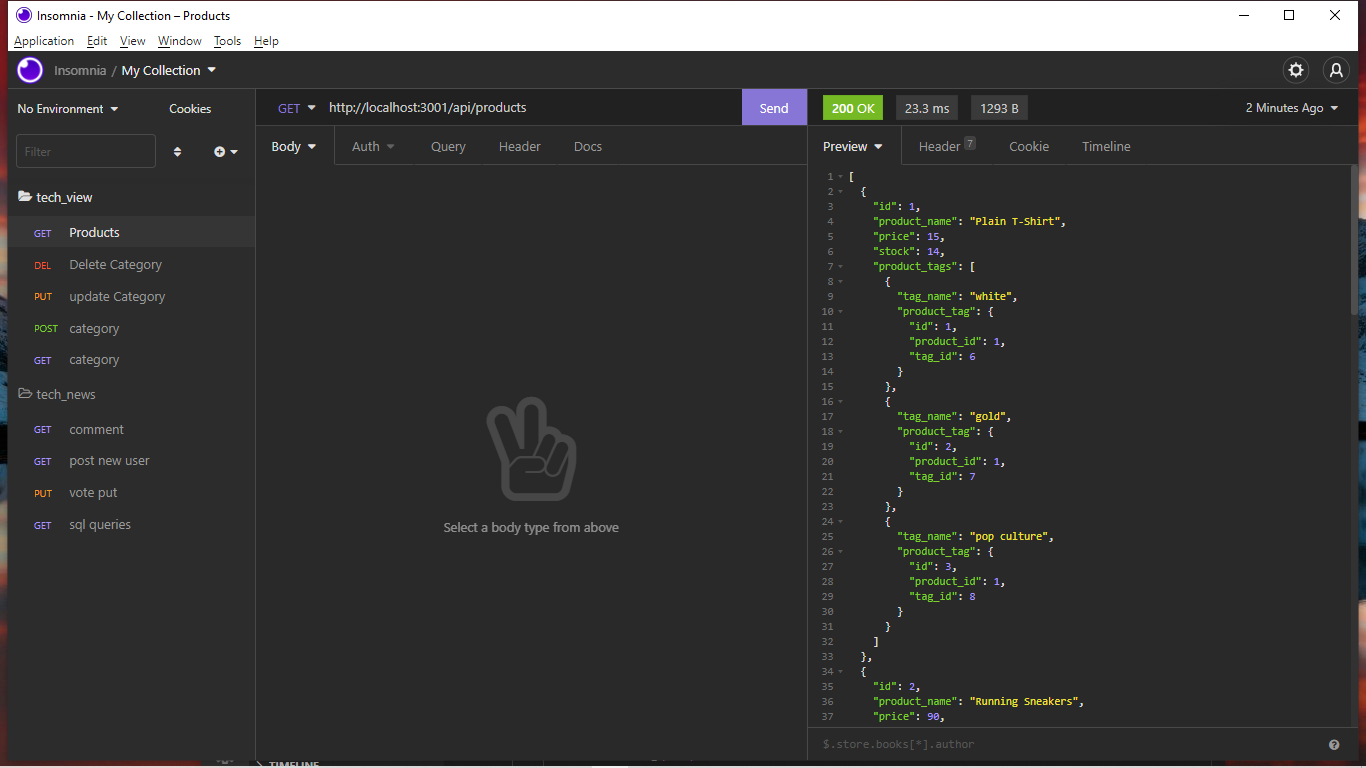 Insomnia - My Collection – Products
Application Edit View Window Tools Help
Insomnia / My Collection
No Environment Cookies
Filter
tech_view
GET Products
DEL Delete Category
PUT update Category
POST category
GET category
tech_news
GET comment
GET post new user
PUT vote put
GET sql queries
GET http://localhost:3001/api/products Send
Body Auth Query Header Docs
Select a body type from above
200 OK 23.3 ms 1293 B 2 Minutes Ago
Preview Header 7 Cookie Timeline
1 [
2 {
3 "id": 1,
4 "product_name": "Plain T-Shirt",
5 "price": 15,
6 "stock": 14,
7 "product_tags": [
8 {
9 "tag_name": "white",
10 "product_tag": {
11 "id": 1,
12 "product_id": 1,
13 "tag_id": 6
14 }
15 },
16 {
17 "tag_name": "gold",
18 "product_tag": {
19 "id": 2,
20 "product_id": 1,
21 "tag_id": 7
22 }
23 },
24 {
25 "tag_name": "pop culture",
26 "product_tag": {
27 "id": 3,
28 "product_id": 1,
29 "tag_id": 8
30 }
31 }
32 ]
33 },
34 {
35 "id": 2,
36 "product_name": "Running Sneakers",
37 "price": 90,
$.store.books[*].author
TIMELINE